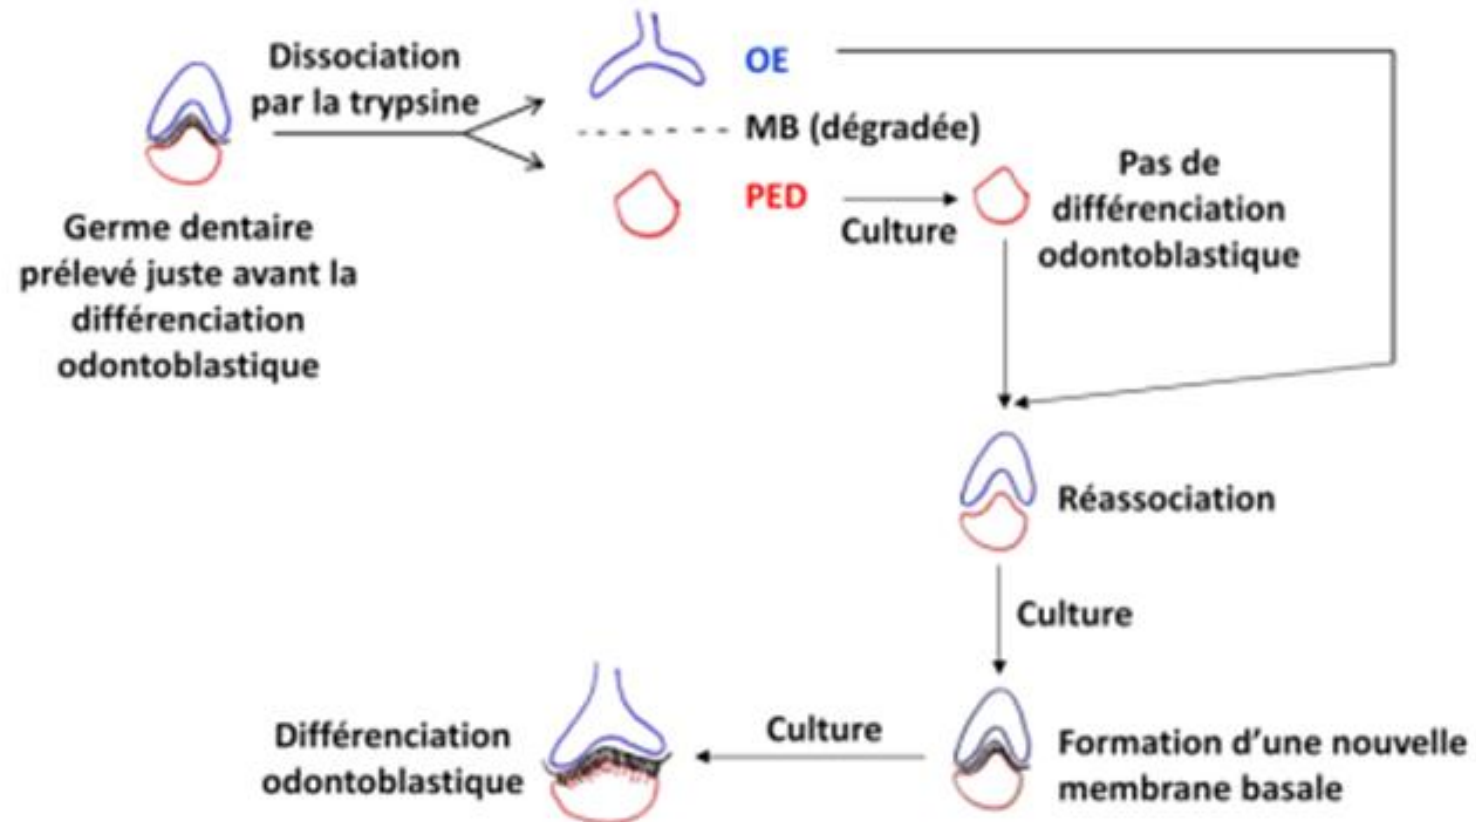 Dissociation
par la trypsine
OE
MB (dégradée)
PED
Culture
Pas de
différenciation
odontoblastique
Germe dentaire
prélevé juste avant la
différenciation
odontoblastique
Réassociation
Culture
Formation d'une nouvelle
membrane basale
Culture
Différenciation
odontoblastique